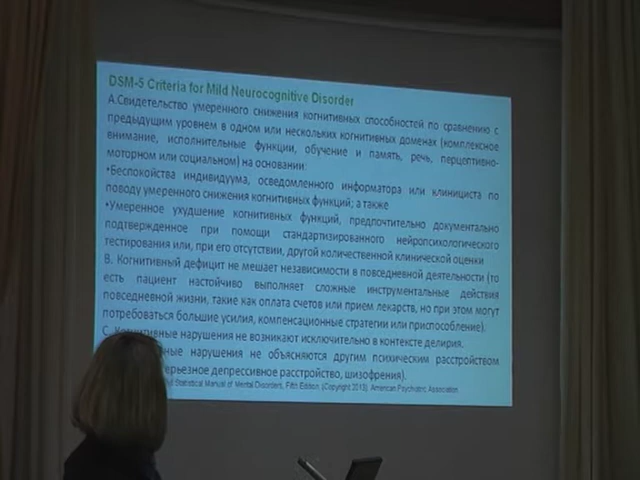 DSM-5 Criteria for Mild Neurocognitive Disorder
А.Свидетельство умеренного снижения когнитивных способностей по сравнению с
предыдущим уровнем в одном или нескольких когнитивных доменах (комплексное
внимание, исполнительные функции, обучение и память, речь, перцептивно-
моторном или социальном) на основании:
•Беспокойства индивидуума, осведомленного информатора или клинициста по
поводу умеренного снижения когнитивных функций; а также
•Умеренное ухудшение когнитивных функций, предпочтительно документально
подтвержденное при помощи стандартизированного нейропсихологического
тестирования или, при его отсутствии, другой количественной клинической оценки
В. Когнитивный дефицит не мешает независимости в повседневной деятельности (то
есть пациент настойчиво выполняет сложные инструментальные действия
повседневной жизни, такие как оплата счетов или прием лекарств, но при этом могут
потребоваться большие усилия, компенсационные стратегии или приспособление).
С. Когнитивные нарушения не возникают исключительно в контексте делирия.
нарушения не объясняются другим психическим расстройством
депрессивное расстройство, шизофрения).
Statistical Manual of Mental Disorders, Fifth Edition, (Copyright 2013). American Psychiatric Association.